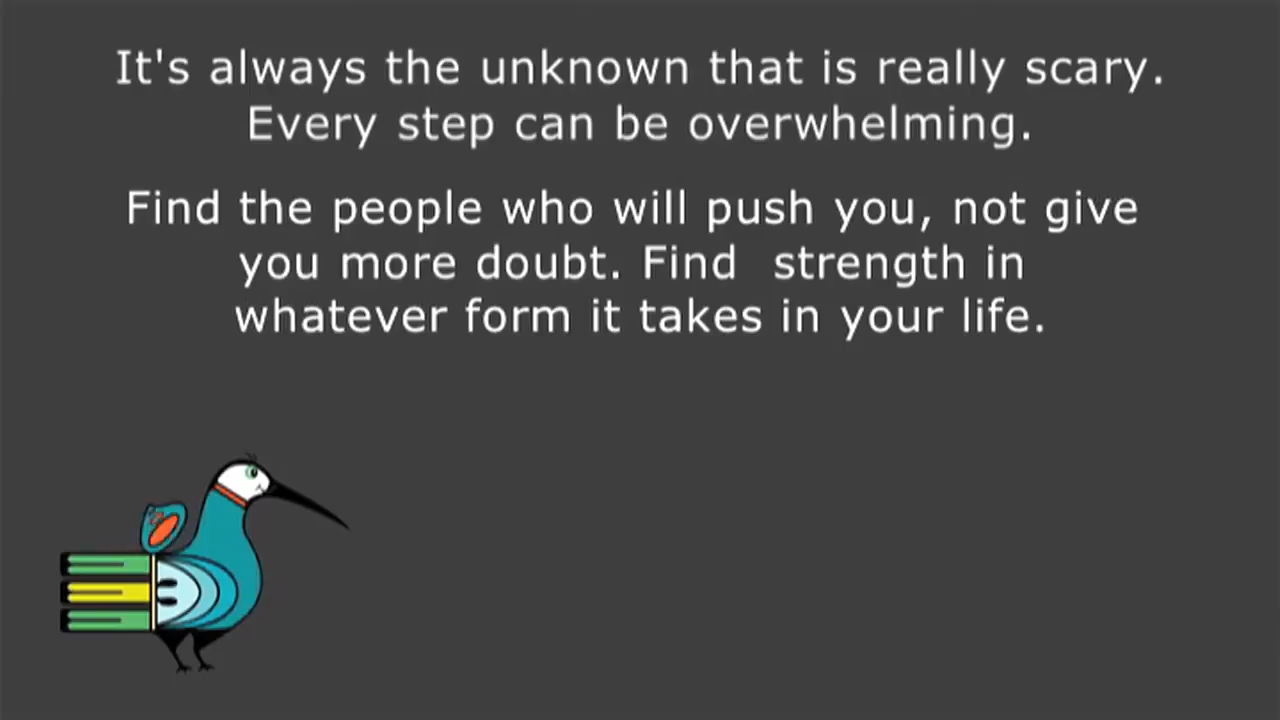 It's always the unknown that is really scary.
Every step can be overwhelming.
Find the people who will push you, not give
you more doubt. Find strength in
whatever form it takes in your life.